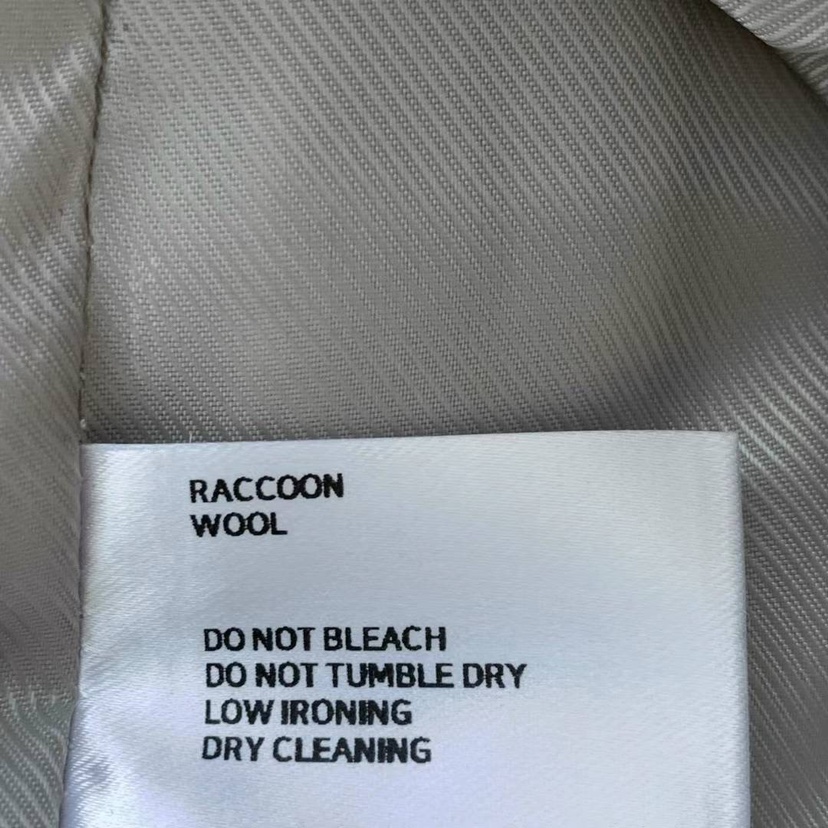 RACCOON
WOOL
DO NOT BLEACH
DO NOT TUMBLE DRY
LOW IRONING
DRY CLEANING